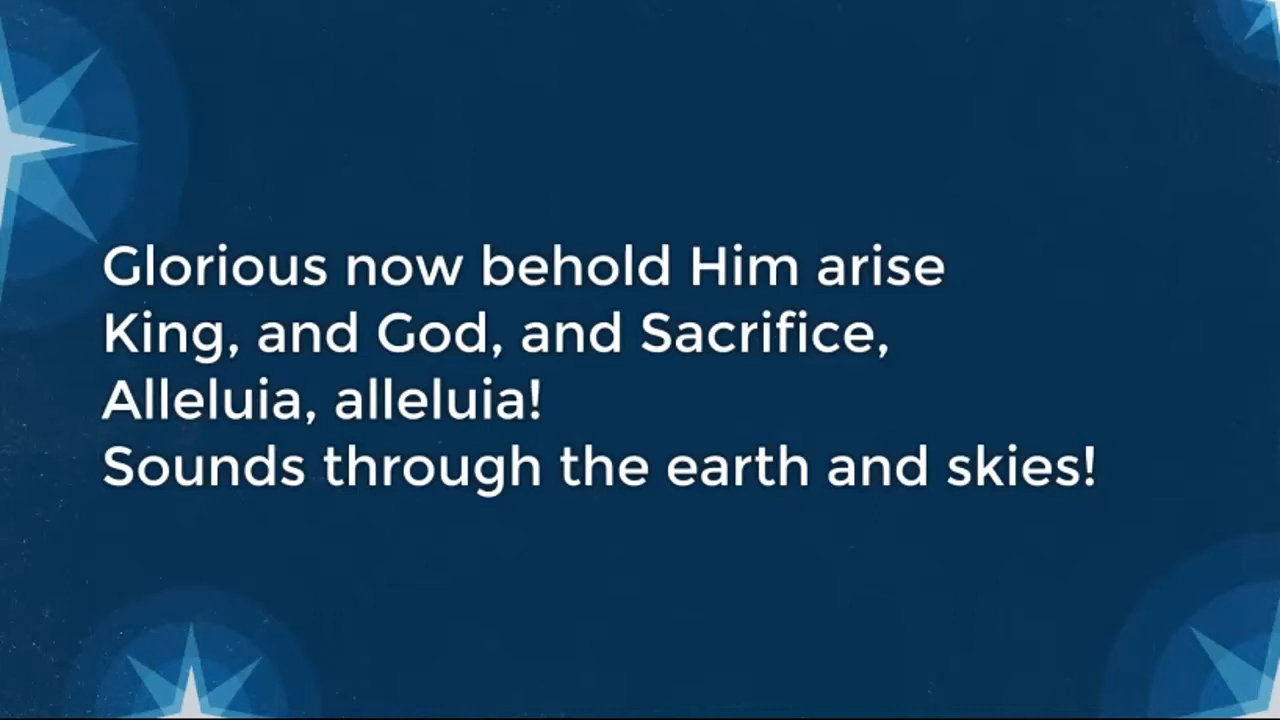 Glorious now behold Him arise
King, and God, and Sacrifice,
Alleluia, alleluia!
Sounds through the earth and skies!